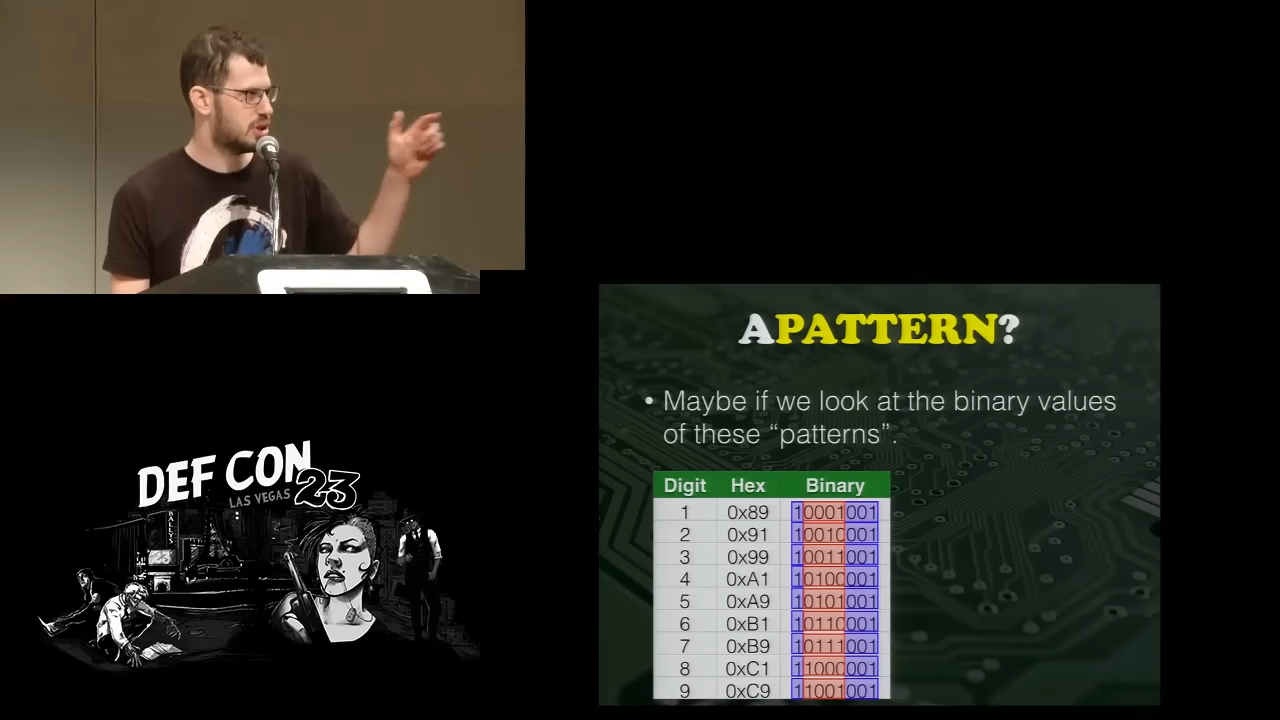 APATTERN?
• Maybe if we look at the binary values
of these “patterns”.
Digit Hex Binary
1 0x89 10001001
2 0x91 10010001
3 0x99 10011001
4 0xA1 10100001
5 0xA9 10101001
6 0xB1 10110001
7 0xB9 10111001
8 0xC1 11000001
9 0xC9 11001001
DEF CON
LAS VEGAS 23
BALLY'S